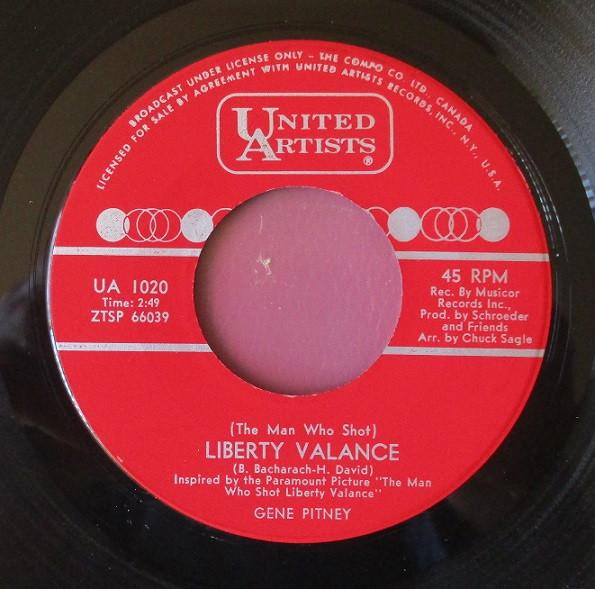 BROADCAST UNDER LICENSE ONLY – THE COMPO CO. LTD., CANADA
LICENSED FOR SALE BY AGREEMENT WITH UNITED ARTISTS RECORDS, INC., N.Y., U.S.A.
UNITED
ARTISTS®
UA 1020
Time: 2:49
ZTSP 66039
45 RPM
Rec. By Musicor
Records Inc.,
Prod. by Schroeder
and Friends
Arr. by Chuck Sagle
(The Man Who Shot)
LIBERTY VALANCE
(B. Bacharach-H. David)
Inspired by the Paramount Picture "The Man
Who Shot Liberty Valance"
GENE PITNEY